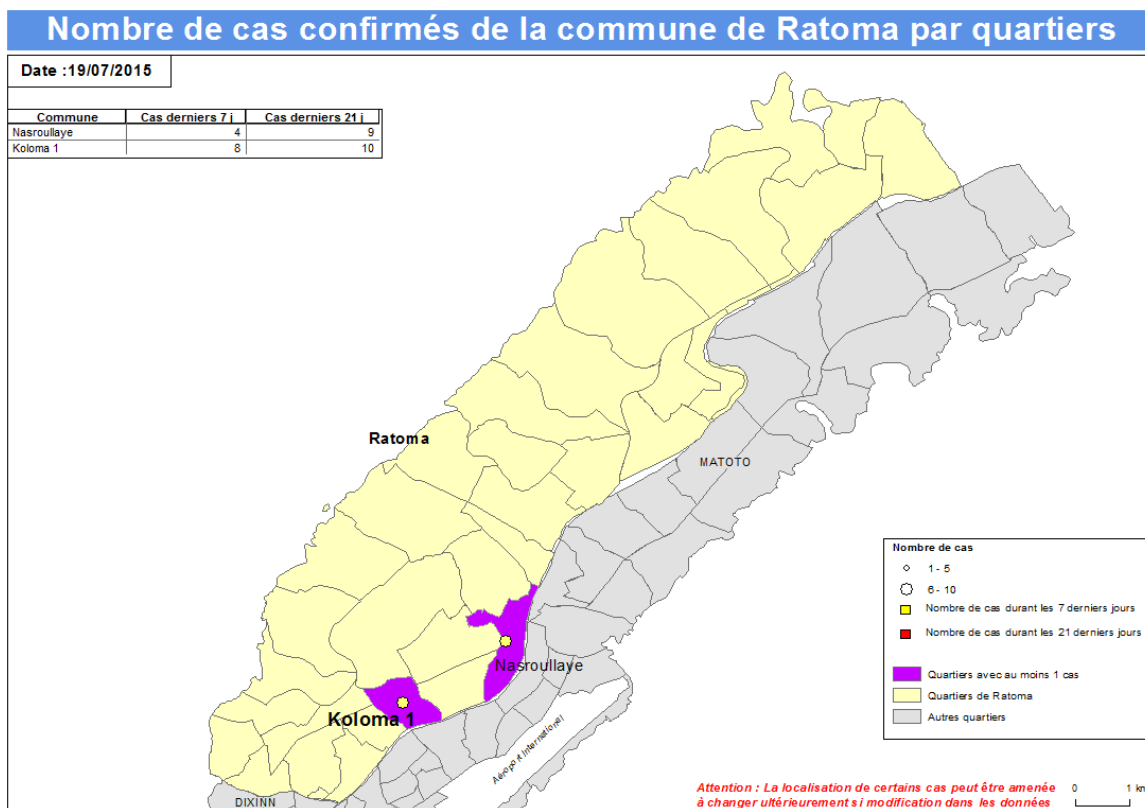 Nombre de cas confirmés de la commune de Ratoma par quartiers
Date :19/07/2015
Commune Cas derniers 7 j Cas derniers 21 j
Nasroullaye 4 9
Koloma 1 8 10
Ratoma
MATOTO
Nasroullaye
Koloma 1
Aéroport International
DIXINN
Nombre de cas
1 - 5
6 - 10
Nombre de cas durant les 7 derniers jours
Nombre de cas durant les 21 derniers jours
Quartiers avec au moins 1 cas
Quartiers de Ratoma
Autres quartiers
Attention : La localisation de certains cas peut être amenée
à changer ultérieurement si modification dans les données
0 1